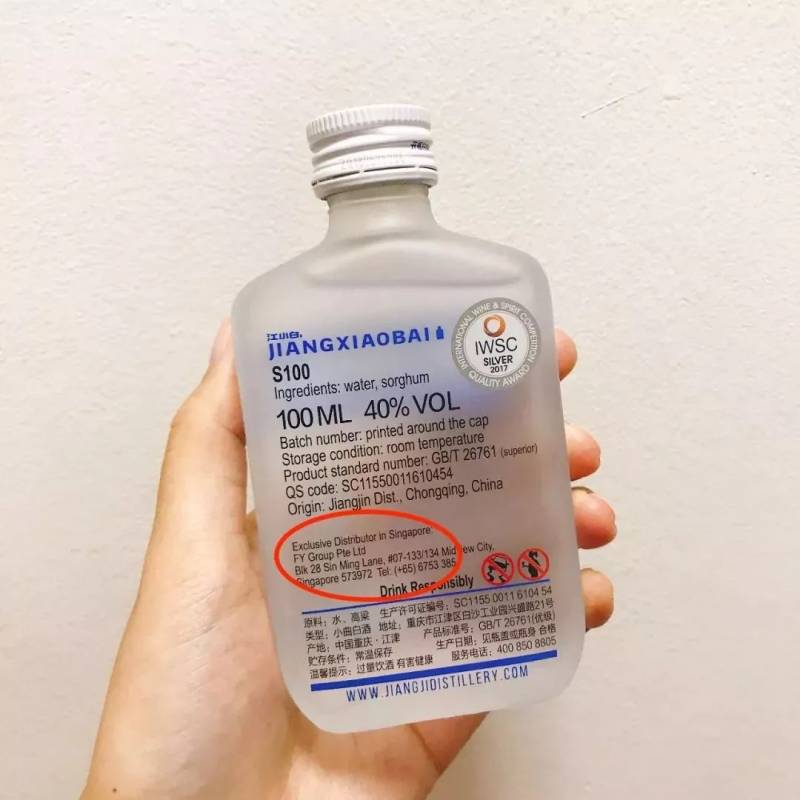 江小白
JIANGXIAOBAI
S100
Ingredients: water, sorghum
100 ML 40% VOL
Batch number: printed around the cap
Storage condition: room temperature
Product standard number: GB/T 26761 (superior)
QS code: SC11550011610454
Origin: Jiangjin Dist., Chongqing, China
INTERNATIONAL WINE & SPIRIT COMPETITION
IWSC
SILVER
2017
QUALITY AWARD
Exclusive Distributor in Singapore:
FY Group Pte Ltd
Blk 28 Sin Ming Lane, #07-133/134 Midview City,
Singapore 573972 Tel: (+65) 6753 385
Drink Responsibly
原料：水、高粱 生产许可证编号：SC1155 0011 6104 54
类型：小曲白酒 地址：重庆市江津区白沙工业园兴盛路21号
产地：中国重庆·江津 产品标准号：GB/T 26761(优级)
贮存条件：常温保存 生产日期：见瓶盖或瓶身 合格
温馨提示：过量饮酒 有害健康 服务电话：400 850 8805
WWW.JIANGJIDISTILLERY.COM